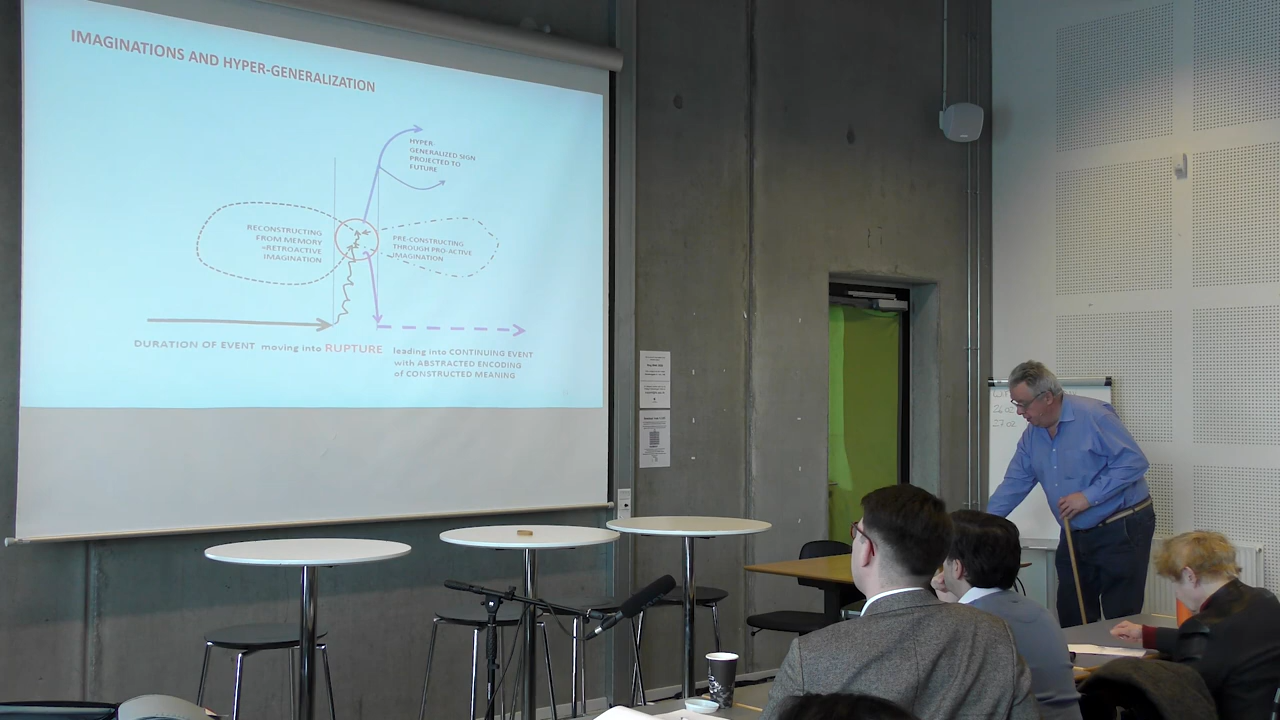 IMAGINATIONS AND HYPER-GENERALIZATION
HYPER-
GENERALIZED SIGN
PROJECTED TO
FUTURE
RECONSTRUCTING
FROM MEMORY
=RETROACTIVE
IMAGINATION
PRE-CONSTRUCTING
THROUGH PRO-ACTIVE
IMAGINATION
DURATION OF EVENT moving into RUPTURE
leading into CONTINUING EVENT
with ABSTRACTED ENCODING
of CONSTRUCTED MEANING